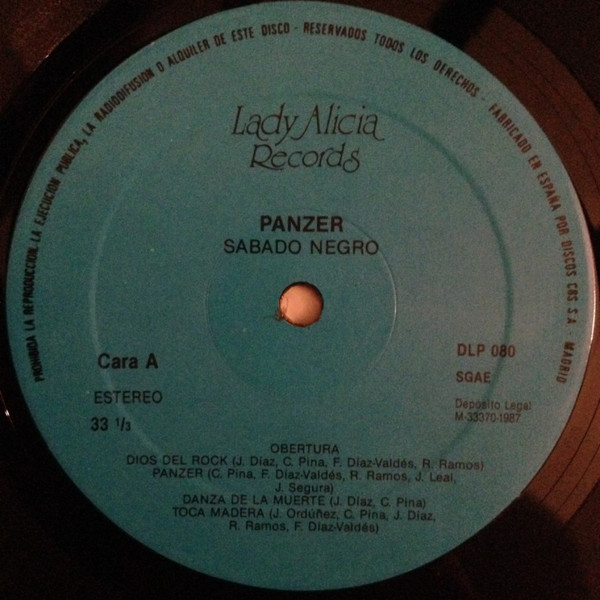 PROHIBIDA LA REPRODUCCION, LA EJECUCION PUBLICA, LA RADIODIFUSION O ALQUILER DE ESTE DISCO - RESERVADOS TODOS LOS DERECHOS - FABRICADO EN ESPAÑA POR DISCOS CBS S.A. - MADRID
Lady Alicia
Records
PANZER
SABADO NEGRO
Cara A
ESTEREO
33 1/3
DLP 080
SGAE
Depósito Legal
M-33370-1987
OBERTURA
DIOS DEL ROCK (J. Díaz, C. Pina, F. Díaz-Valdés, R. Ramos)
PANZER (C. Pina, F. Díaz-Valdés, R. Ramos, J. Leal,
J. Segura)
DANZA DE LA MUERTE (J. Díaz, C. Pina)
TOCA MADERA (J. Ordúñez, C. Pina, J. Díaz,
R. Ramos, F. Díaz-Valdés)